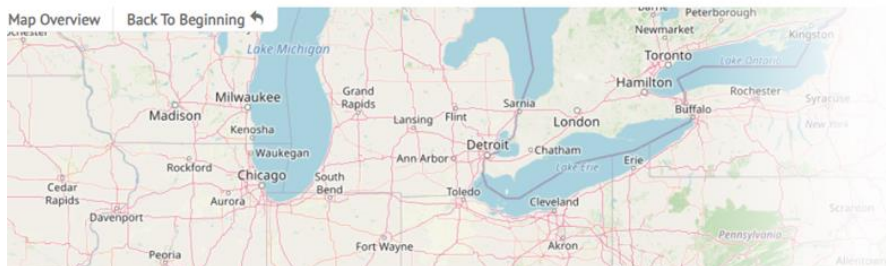 Map Overview
Back To Beginning
Barrie
Peterborough
Newmarket
Kingston
Lake Michigan
Toronto
Lake Ontario
Hamilton
Grand
Rapids
Milwaukee
Madison
Sarnia
Rochester
Syracuse
Lansing
Flint
London
Buffalo
New York
Kenosha
Waukegan
Detroit
Chatham
Ann Arbor
Lake Erie
Erie
Rockford
Chicago
South
Bend
Cedar
Rapids
Aurora
Toledo
Cleveland
Scranton
Davenport
Pennsylvania
Fort Wayne
Akron
Peoria
Allentown